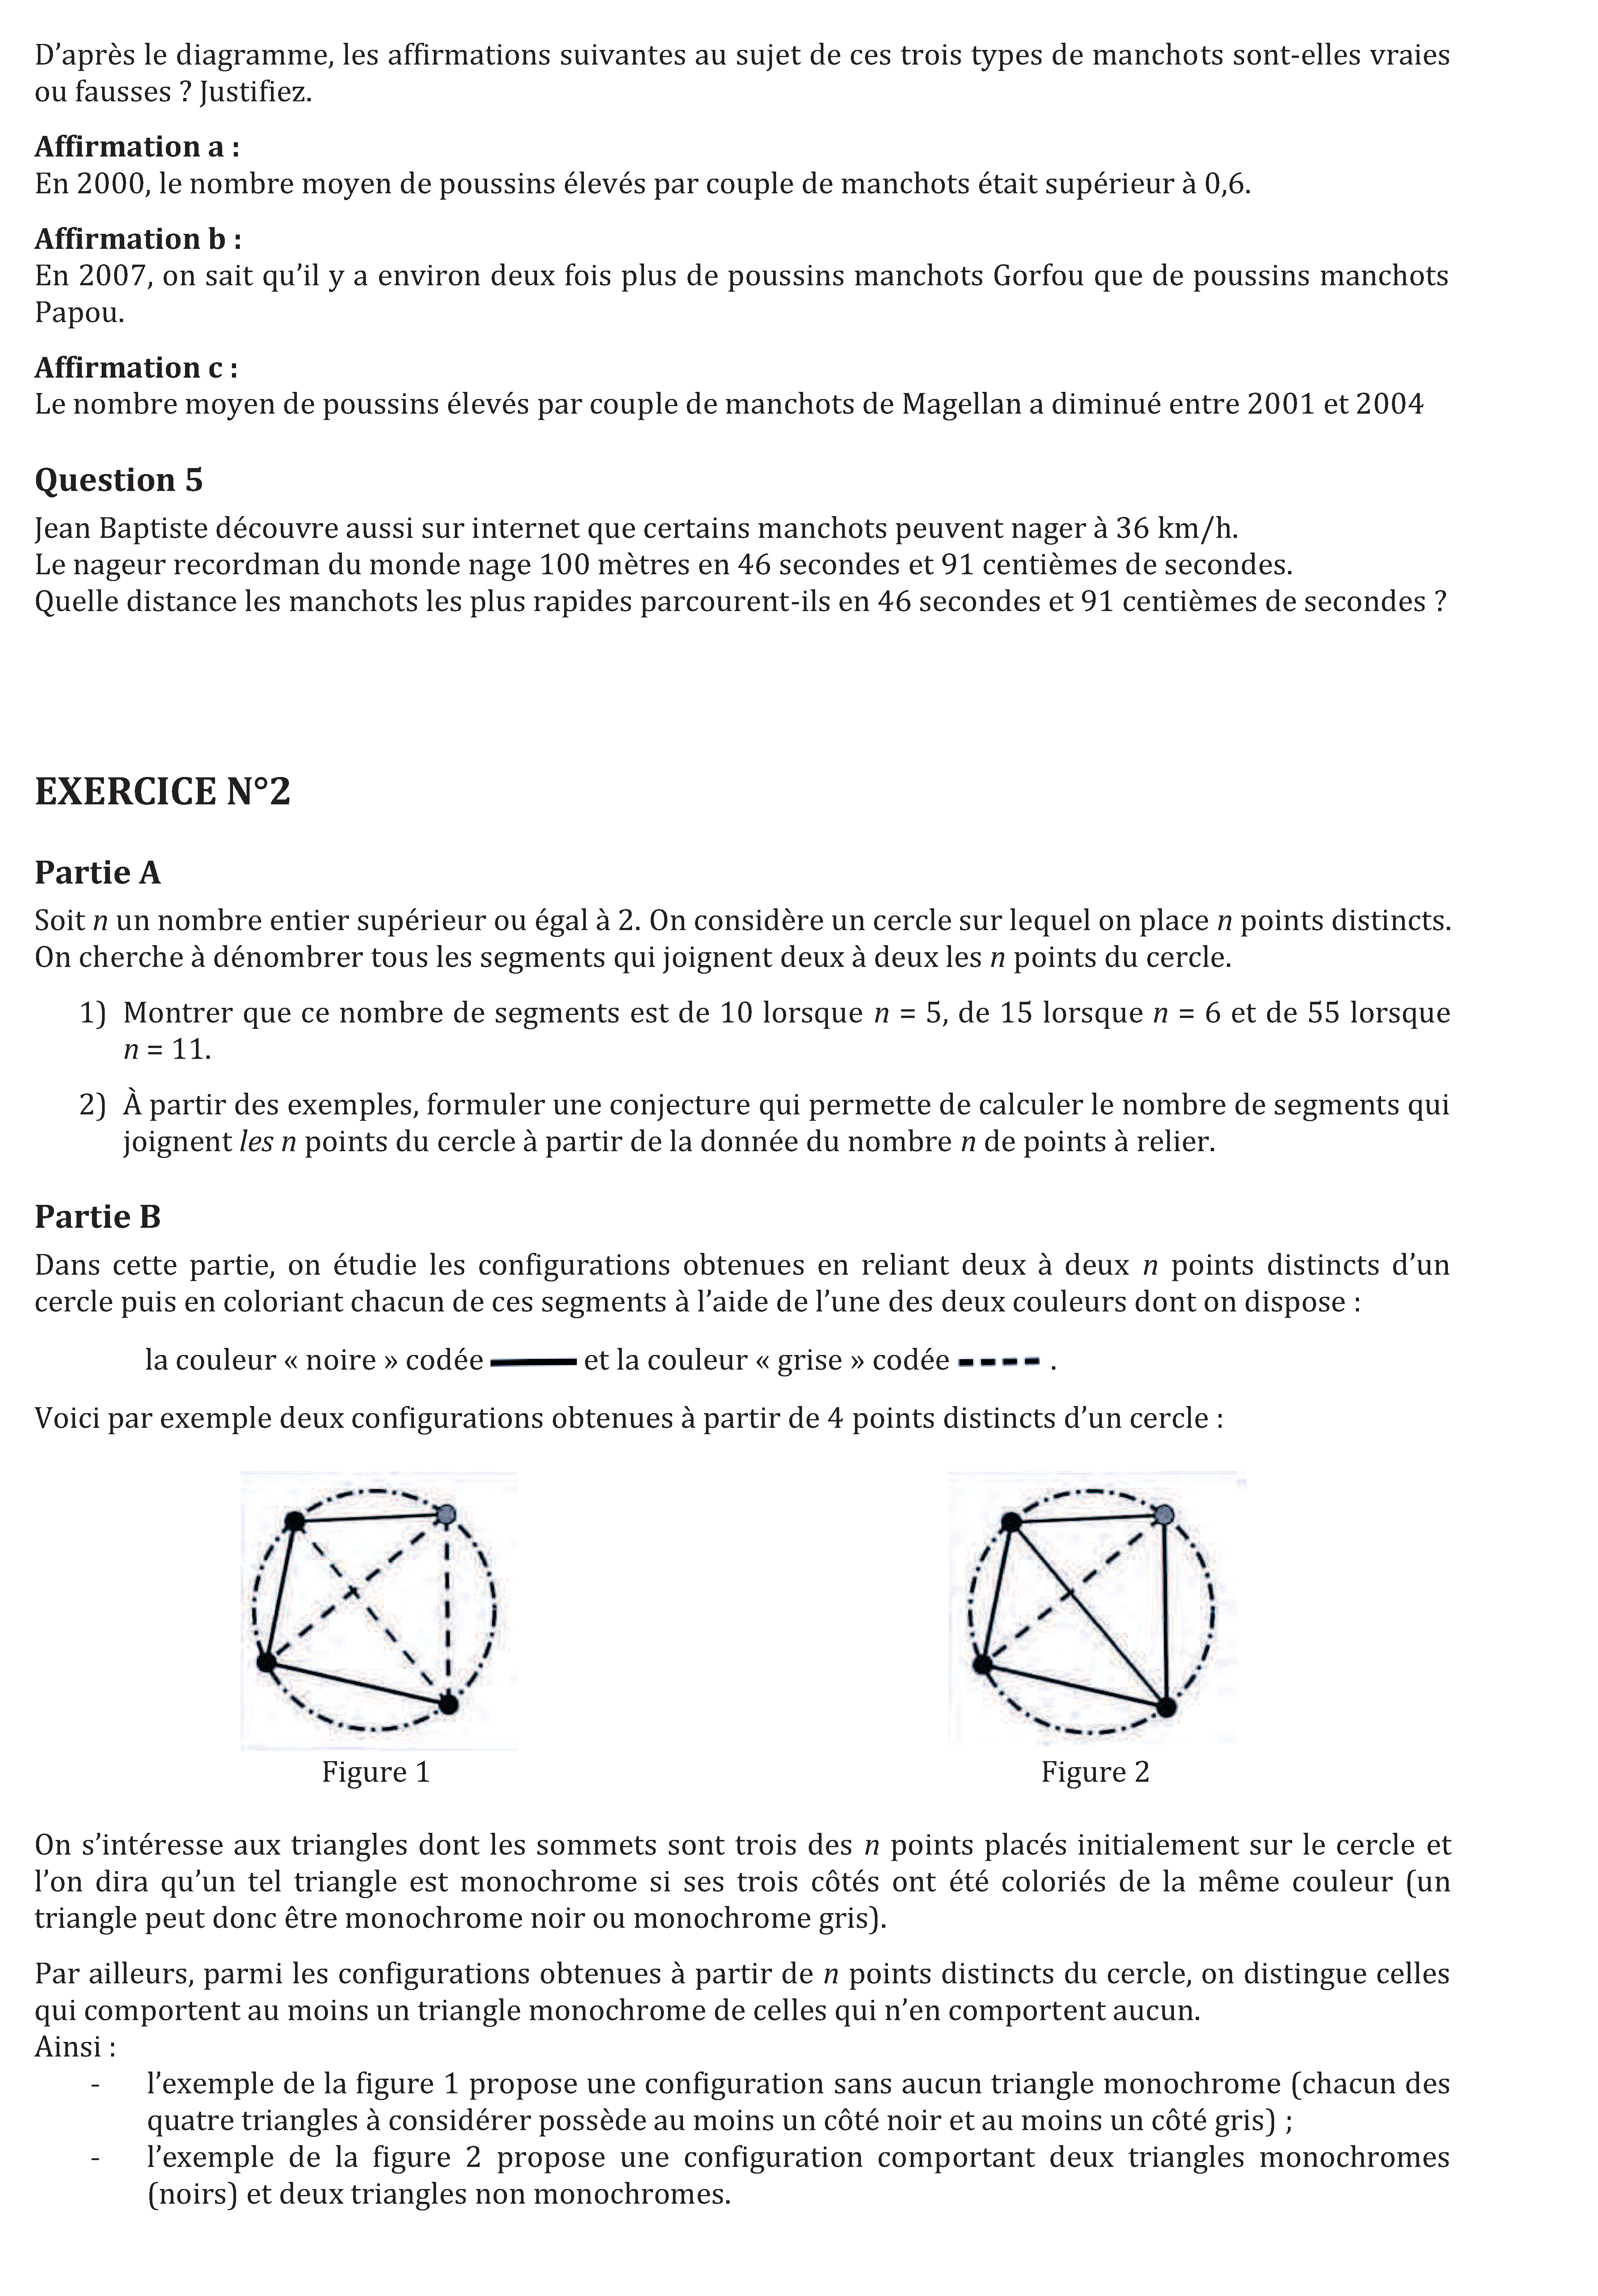 D’après le diagramme, les affirmations suivantes au sujet de ces trois types de manchots sont-elles vraies
ou fausses ? Justifiez.
Affirmation a :
En 2000, le nombre moyen de poussins élevés par couple de manchots était supérieur à 0,6.
Affirmation b :
En 2007, on sait qu’il y a environ deux fois plus de poussins manchots Gorfou que de poussins manchots
Papou.
Affirmation c :
Le nombre moyen de poussins élevés par couple de manchots de Magellan a diminué entre 2001 et 2004
Question 5
Jean Baptiste découvre aussi sur internet que certains manchots peuvent nager à 36 km/h.
Le nageur recordman du monde nage 100 mètres en 46 secondes et 91 centièmes de secondes.
Quelle distance les manchots les plus rapides parcourent-ils en 46 secondes et 91 centièmes de secondes ?
EXERCICE N°2
Partie A
Soit n un nombre entier supérieur ou égal à 2. On considère un cercle sur lequel on place n points distincts.
On cherche à dénombrer tous les segments qui joignent deux à deux les n points du cercle.
1) Montrer que ce nombre de segments est de 10 lorsque n = 5, de 15 lorsque n = 6 et de 55 lorsque
n = 11.
2) À partir des exemples, formuler une conjecture qui permette de calculer le nombre de segments qui
joignent les n points du cercle à partir de la donnée du nombre n de points à relier.
Partie B
Dans cette partie, on étudie les configurations obtenues en reliant deux à deux n points distincts d’un
cercle puis en coloriant chacun de ces segments à l’aide de l’une des deux couleurs dont on dispose :
la couleur « noire » codée et la couleur « grise » codée .
Voici par exemple deux configurations obtenues à partir de 4 points distincts d’un cercle :
Figure 1
Figure 2
On s’intéresse aux triangles dont les sommets sont trois des n points placés initialement sur le cercle et
l’on dira qu’un tel triangle est monochrome si ses trois côtés ont été coloriés de la même couleur (un
triangle peut donc être monochrome noir ou monochrome gris).
Par ailleurs, parmi les configurations obtenues à partir de n points distincts du cercle, on distingue celles
qui comportent au moins un triangle monochrome de celles qui n’en comportent aucun.
Ainsi :
- l’exemple de la figure 1 propose une configuration sans aucun triangle monochrome (chacun des
quatre triangles à considérer possède au moins un côté noir et au moins un côté gris) ;
- l’exemple de la figure 2 propose une configuration comportant deux triangles monochromes
(noirs) et deux triangles non monochromes.